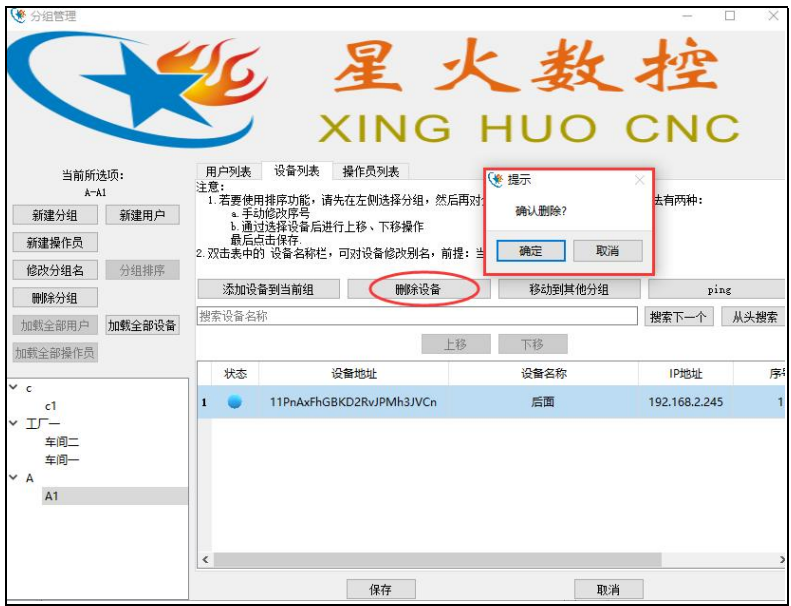 分组管理
星火数控
XING HUO CNC
当前所选项:
A-A1
新建分组
新建用户
新建操作员
修改分组名
分组排序
删除分组
加载全部用户
加载全部设备
加载全部操作员
c
c1
工厂一
车间二
车间一
A
A1
用户列表
设备列表
操作员列表
注意:
1.若要使用排序功能，请先在左侧选择分组，然后再对
法有两种:
a.手动修改序号
b.通过选择设备后进行上移、下移操作
最后点击保存.
2.双击表中的 设备名称栏，可对设备修改别名，前提: 当
提示
确认删除?
确定
取消
添加设备到当前组
删除设备
移动到其他分组
ping
搜索设备名称
搜索下一个
从头搜索
上移
下移
状态
设备地址
设备名称
IP地址
序号
1
11PnAxFhGBKD2RvJPMh3JVCn
后面
192.168.2.245
1
保存
取消